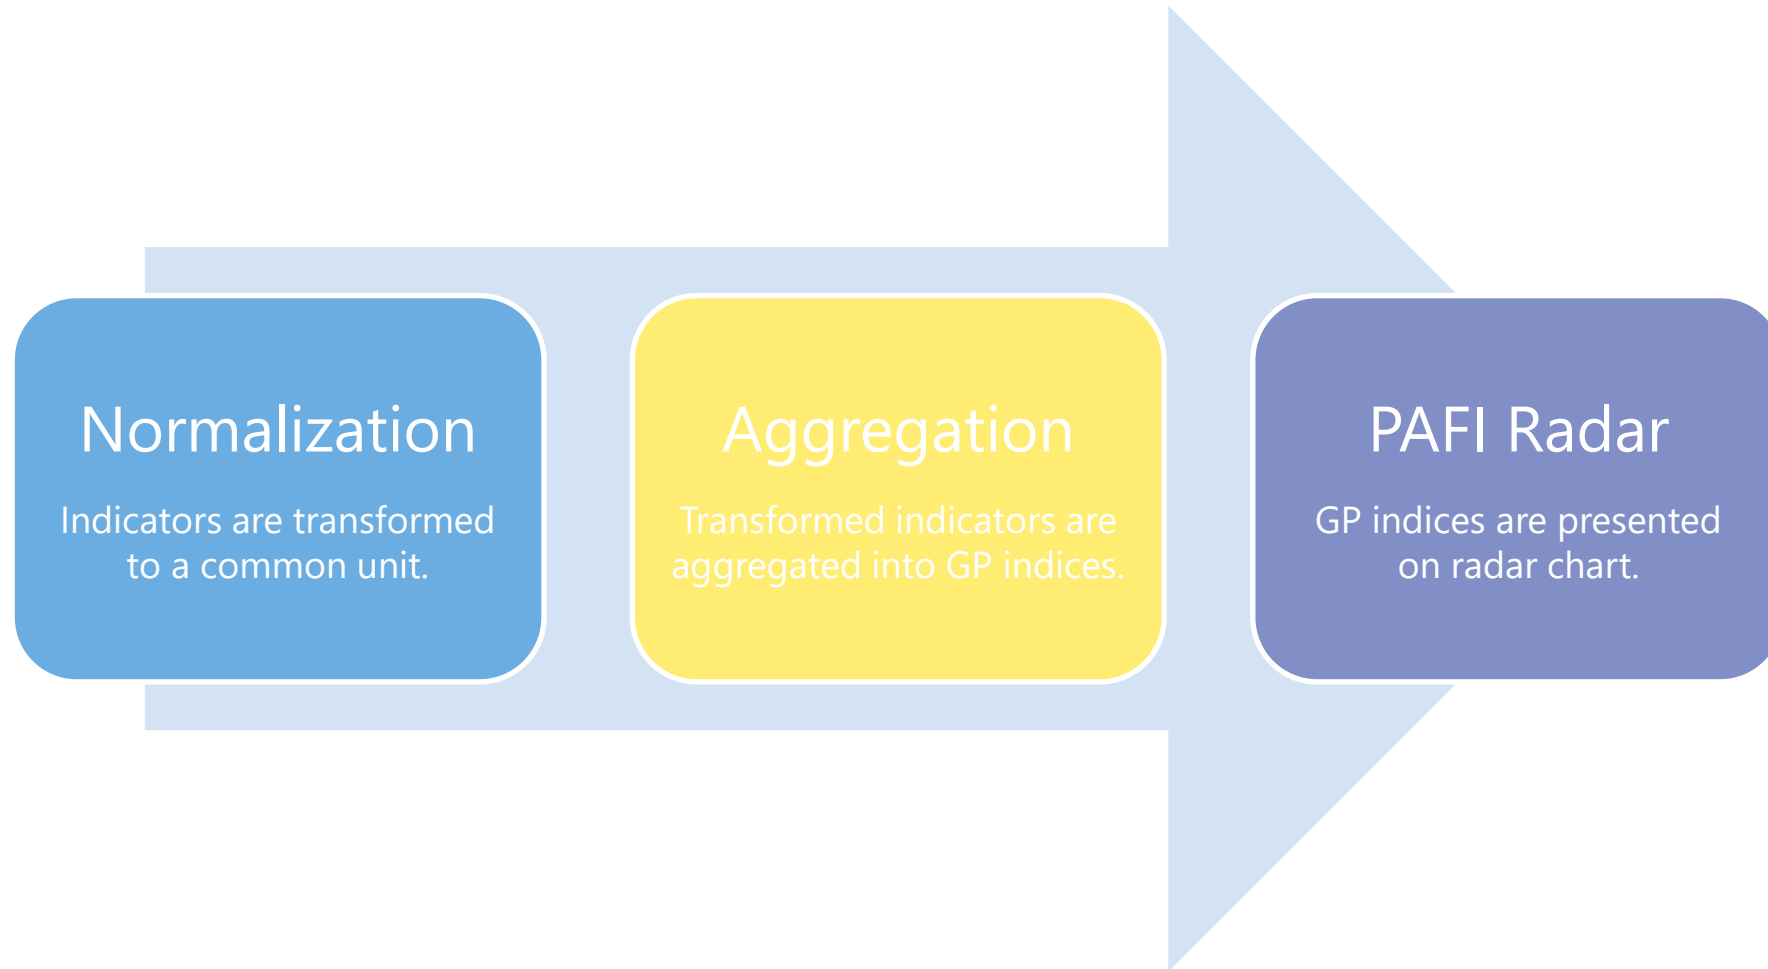 Normalization
Indicators are transformed
to a common unit.
Aggregation
Transformed indicators are
aggregated into GP indices.
PAFI Radar
GP indices are presented
on radar chart.